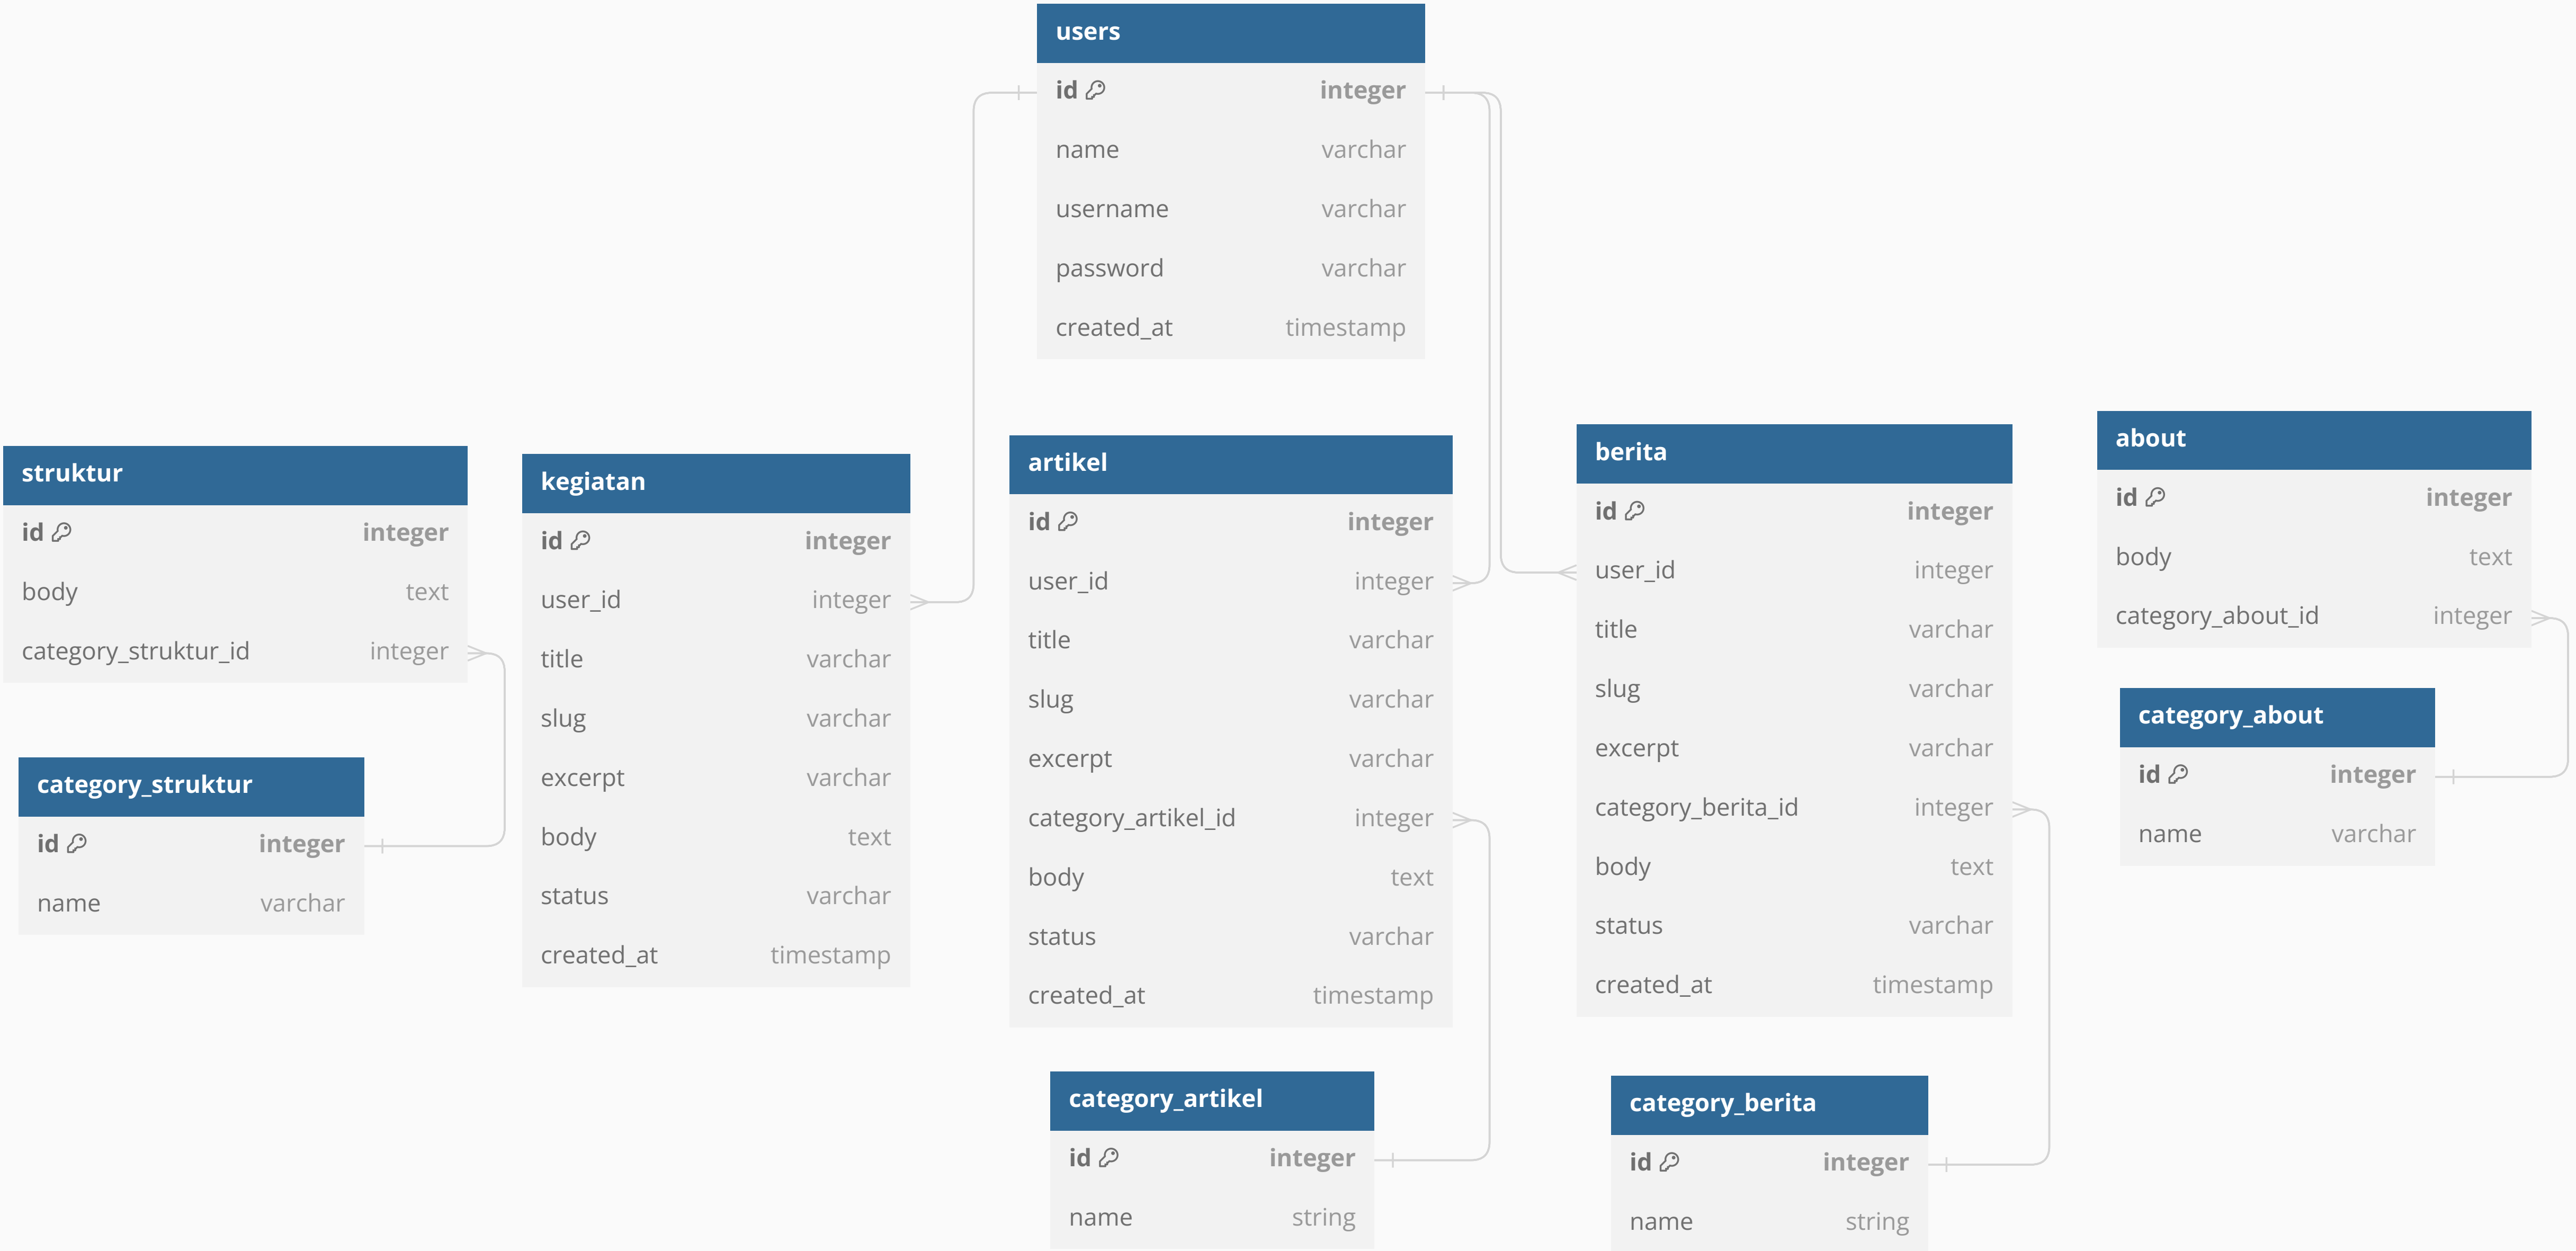 users
id integer
name varchar
username varchar
password varchar
created_at timestamp
struktur
id integer
body text
category_struktur_id integer
category_struktur
id integer
name varchar
kegiatan
id integer
user_id integer
title varchar
slug varchar
excerpt varchar
body text
status varchar
created_at timestamp
artikel
id integer
user_id integer
title varchar
slug varchar
excerpt varchar
category_artikel_id integer
body text
status varchar
created_at timestamp
category_artikel
id integer
name string
berita
id integer
user_id integer
title varchar
slug varchar
excerpt varchar
category_berita_id integer
body text
status varchar
created_at timestamp
category_berita
id integer
name string
about
id integer
body text
category_about_id integer
category_about
id integer
name varchar